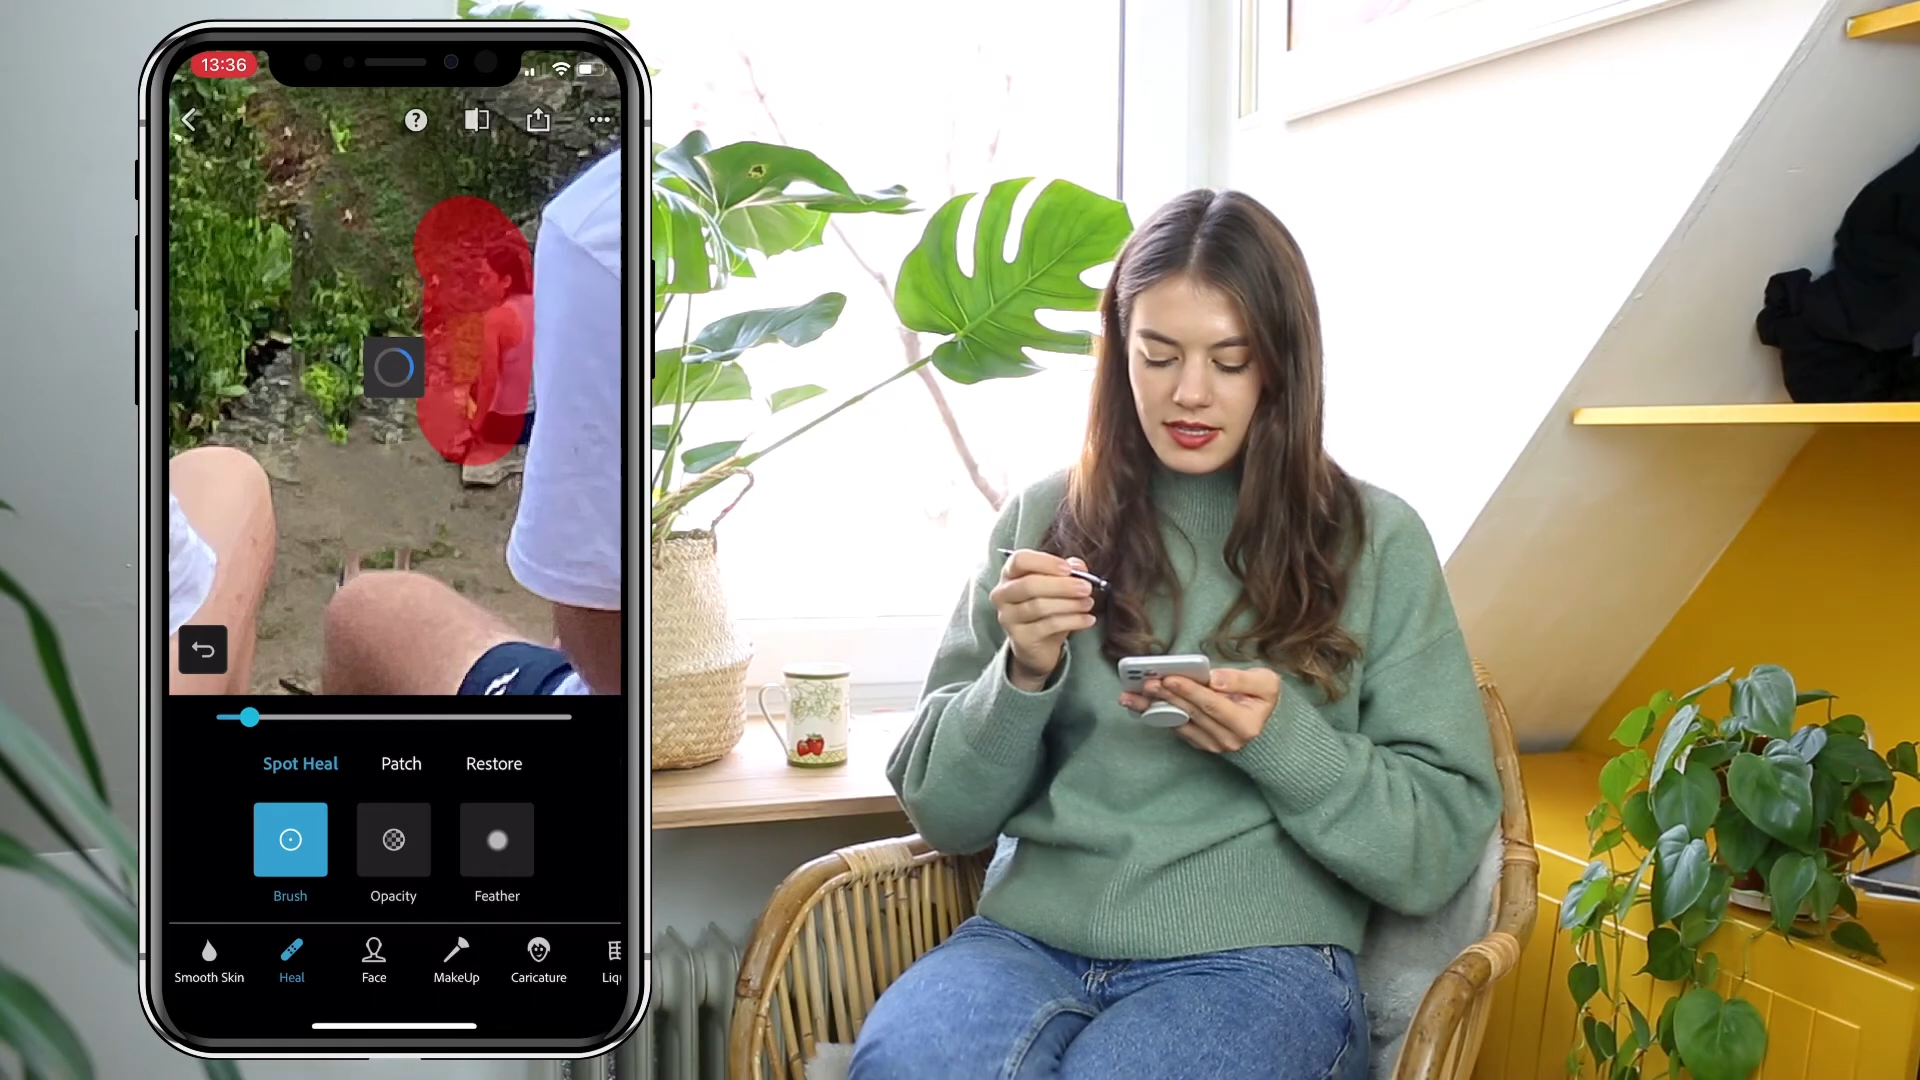 13:36
?
Spot Heal Patch Restore
Brush Opacity Feather
Smooth Skin Heal Face MakeUp Caricature Liq